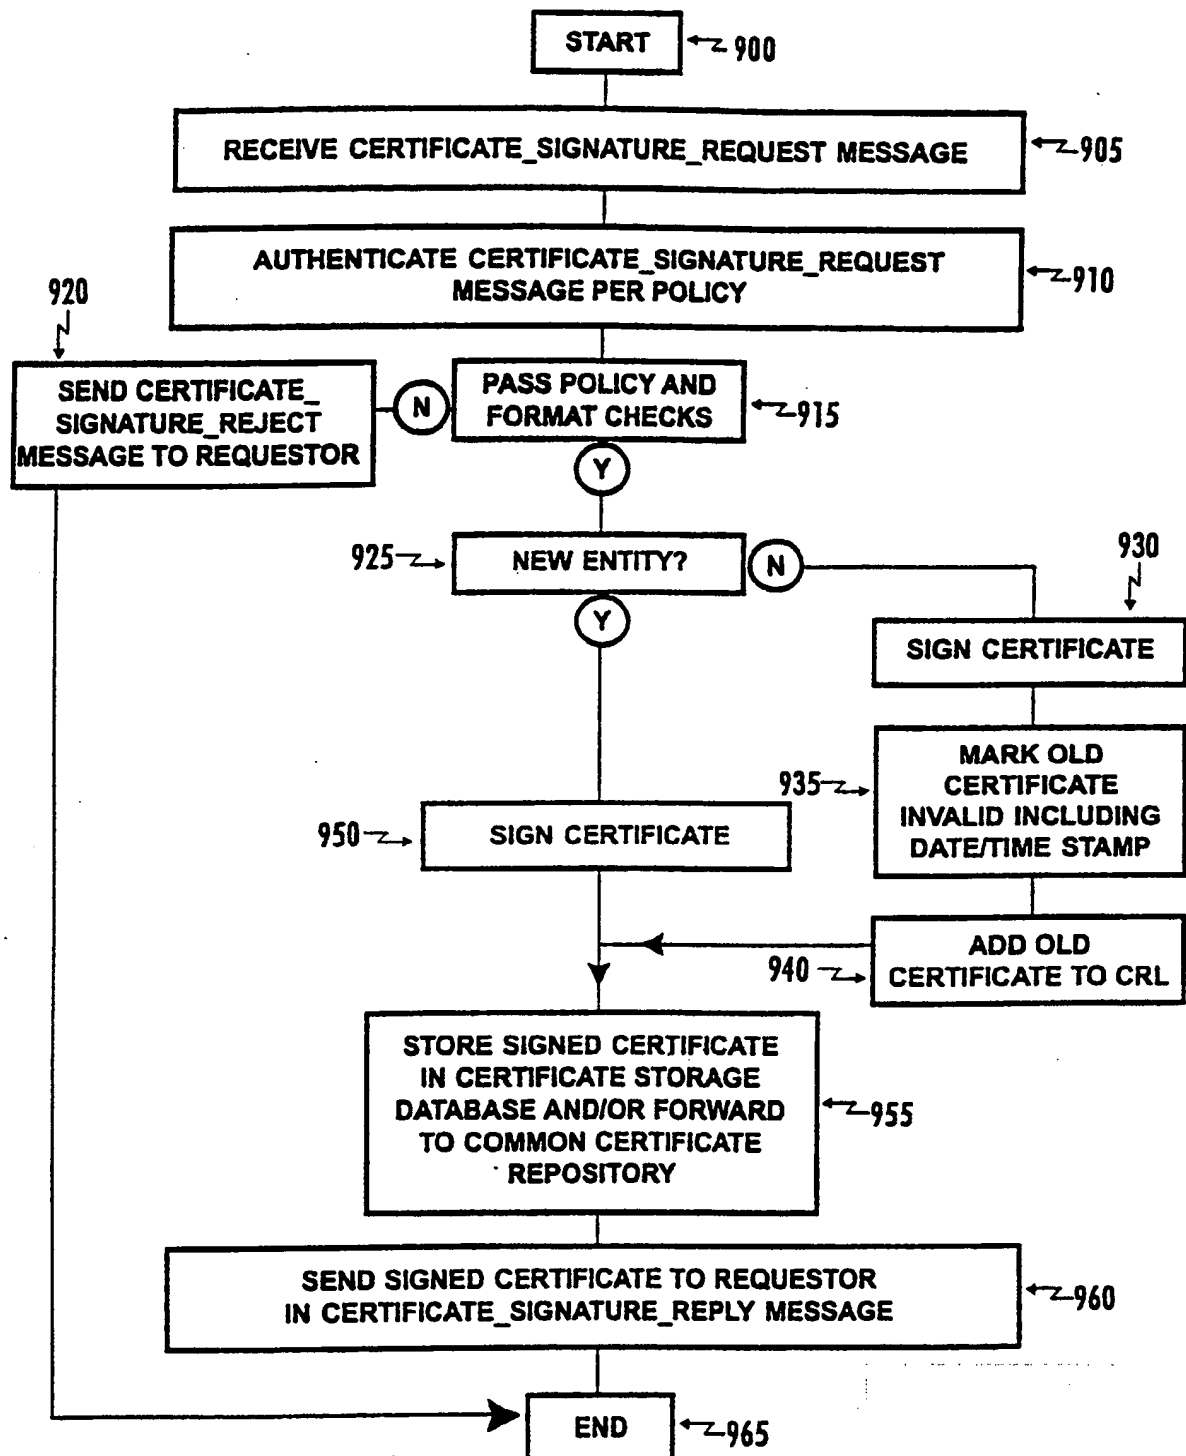 START
900
RECEIVE CERTIFICATE_SIGNATURE_REQUEST MESSAGE
905
AUTHENTICATE CERTIFICATE_SIGNATURE_REQUEST
MESSAGE PER POLICY
910
920
SEND CERTIFICATE_
SIGNATURE_REJECT
MESSAGE TO REQUESTOR
N
PASS POLICY AND
FORMAT CHECKS
915
Y
925
NEW ENTITY?
N
930
Y
SIGN CERTIFICATE
935
MARK OLD
CERTIFICATE
INVALID INCLUDING
DATE/TIME STAMP
950
SIGN CERTIFICATE
940
ADD OLD
CERTIFICATE TO CRL
STORE SIGNED CERTIFICATE
IN CERTIFICATE STORAGE
DATABASE AND/OR FORWARD
TO COMMON CERTIFICATE
REPOSITORY
955
SEND SIGNED CERTIFICATE TO REQUESTOR
IN CERTIFICATE_SIGNATURE_REPLY MESSAGE
960
END
965